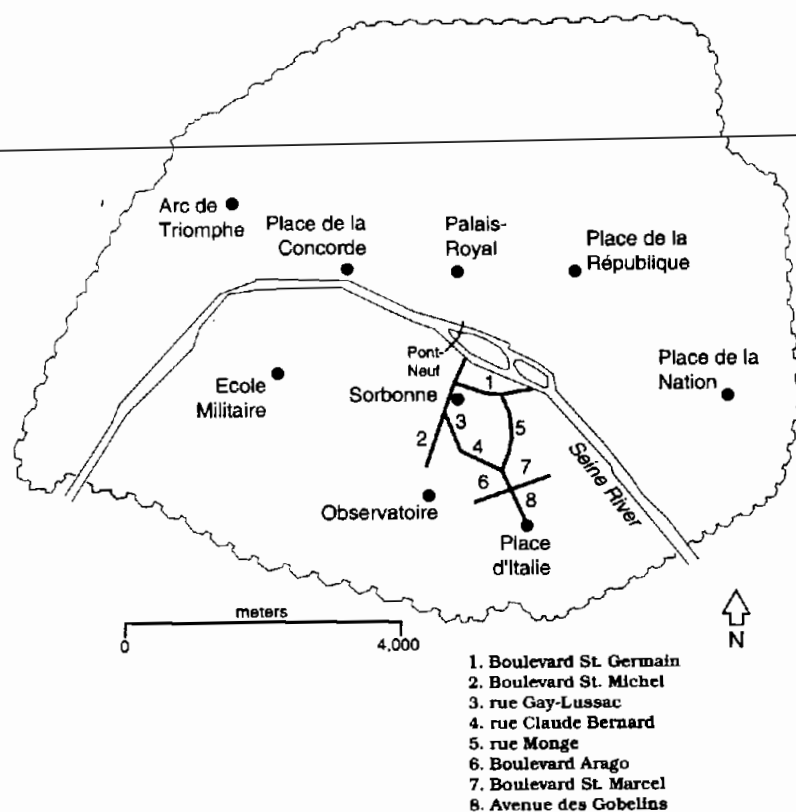 Arc de
Triomphe
Place de la
Concorde
Palais-
Royal
Place de la
République
Pont-
Neuf
Ecole
Militaire
Sorbonne
Place de la
Nation
1
2
3
4
5
6
7
8
Seine River
Observatoire
Place
d'Italie
meters
0
4,000
N
1. Boulevard St. Germain
2. Boulevard St. Michel
3. rue Gay-Lussac
4. rue Claude Bernard
5. rue Monge
6. Boulevard Arago
7. Boulevard St. Marcel
8. Avenue des Gobelins